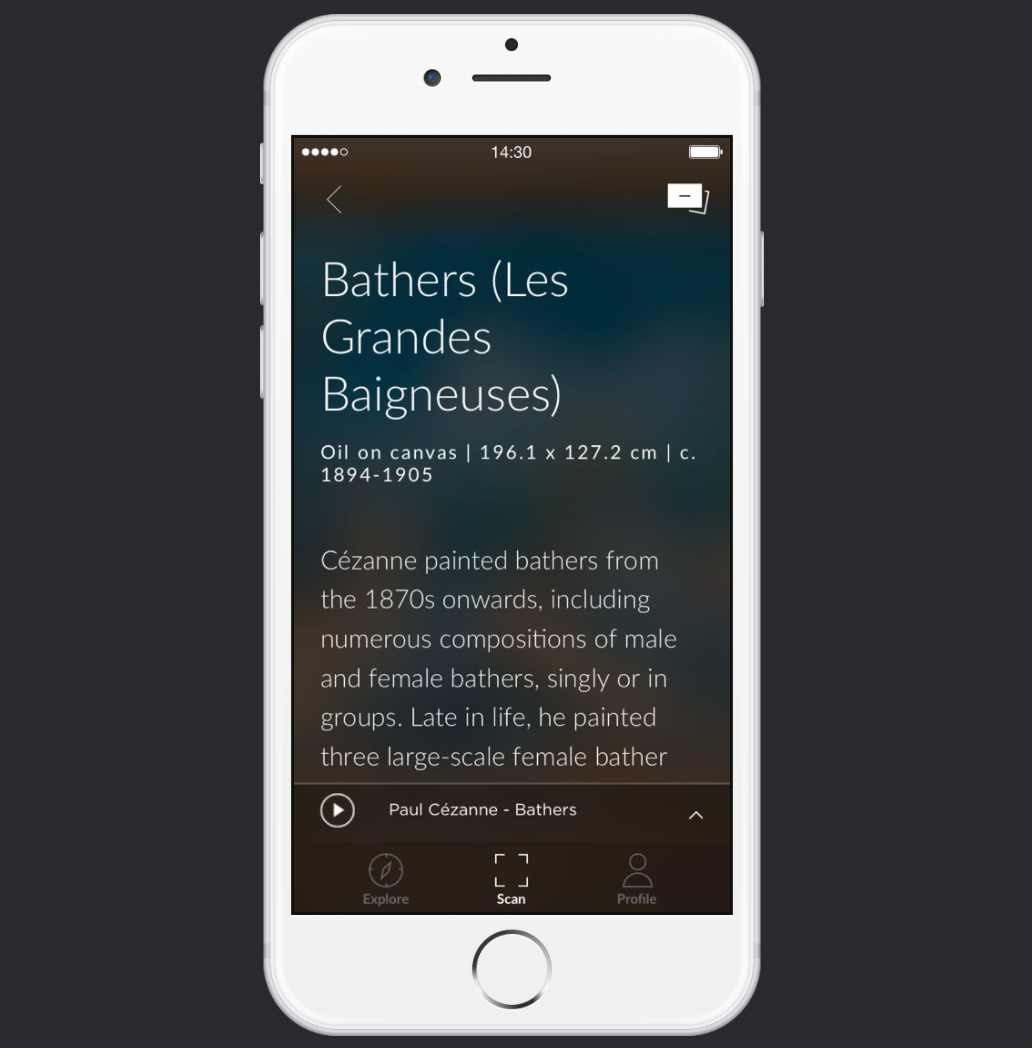 14:30
Bathers (Les
Grandes
Baigneuses)
Oil on canvas | 196.1 x 127.2 cm | c.
1894-1905
Cézanne painted bathers from
the 1870s onwards, including
numerous compositions of male
and female bathers, singly or in
groups. Late in life, he painted
three large-scale female bather
Paul Cézanne - Bathers
Explore Scan Profile